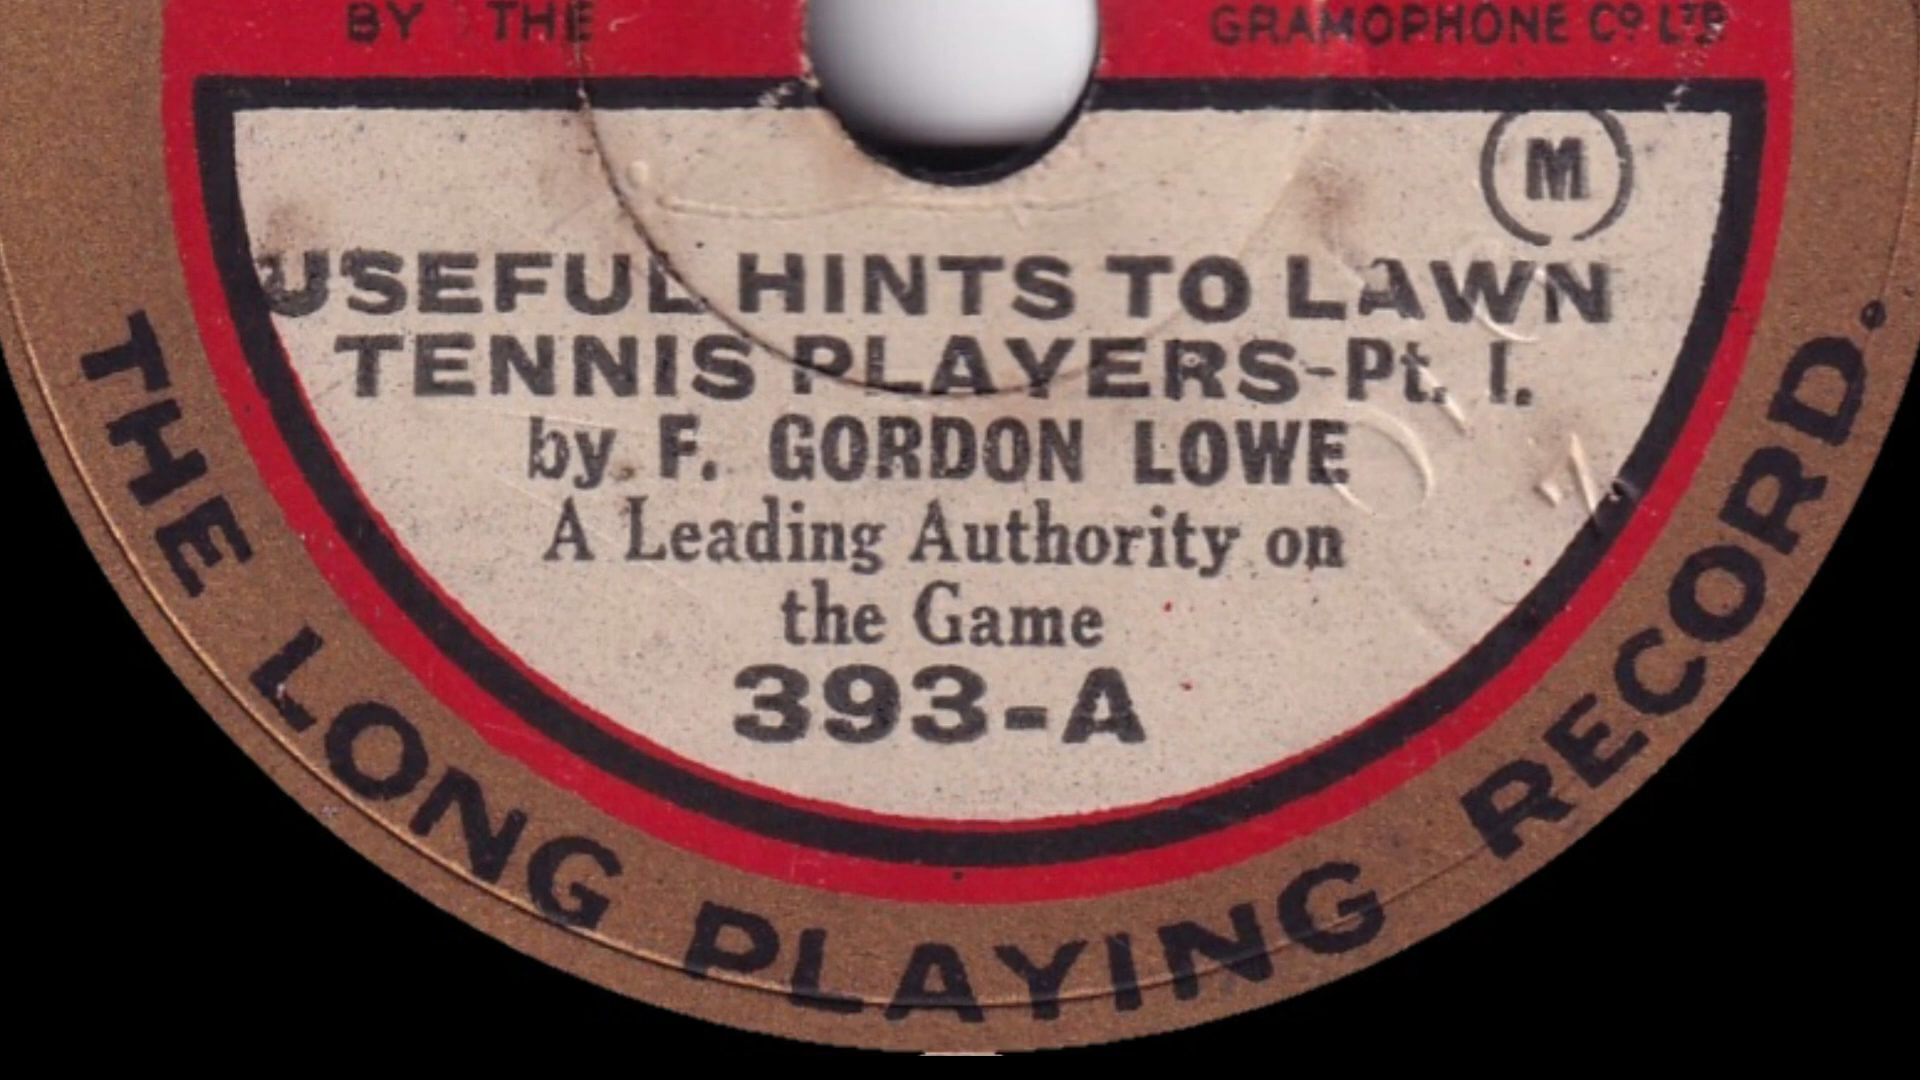 BY THE GRAMOPHONE Cº LTD
M
USEFUL HINTS TO LAWN
TENNIS PLAYERS-Pt. I.
by F. GORDON LOWE
A Leading Authority on
the Game
393-A
THE LONG PLAYING RECORD.